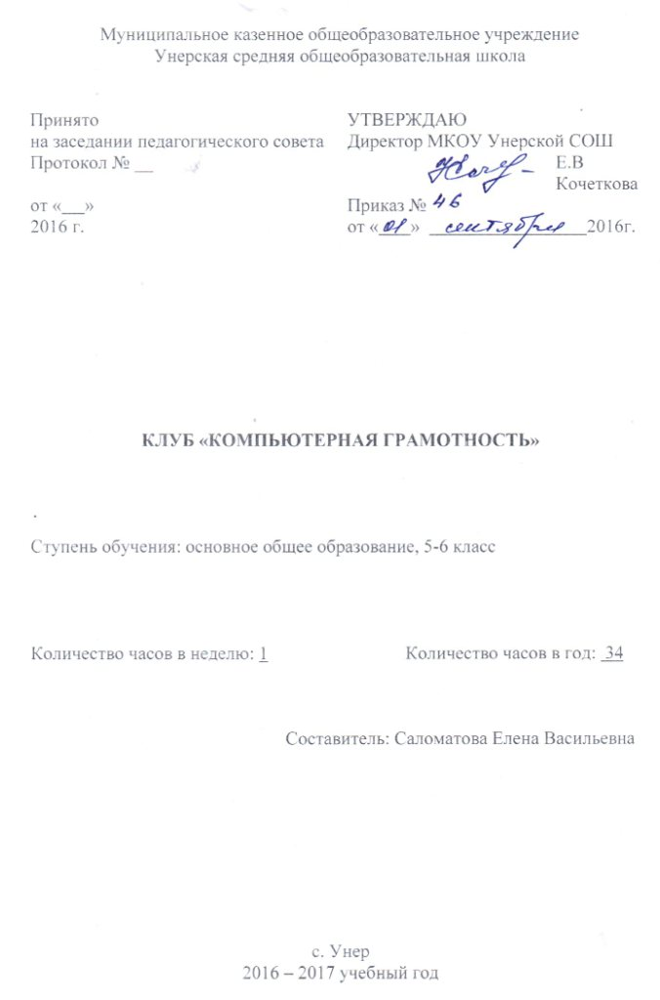 Муниципальное казенное общеобразовательное учреждение
Унерская средняя общеобразовательная школа
Принято
на заседании педагогического совета
Протокол № __
от «___»
2016 г.
УТВЕРЖДАЮ
Директор МКОУ Унерской СОШ
Е.В
Кочеткова
Приказ № 46
от «01» сентября 2016г.
КЛУБ «КОМПЬЮТЕРНАЯ ГРАМОТНОСТЬ»
.
Ступень обучения: основное общее образование, 5-6 класс
Количество часов в неделю: 1 Количество часов в год: 34
Составитель: Саломатова Елена Васильевна
с. Унер
2016 – 2017 учебный год